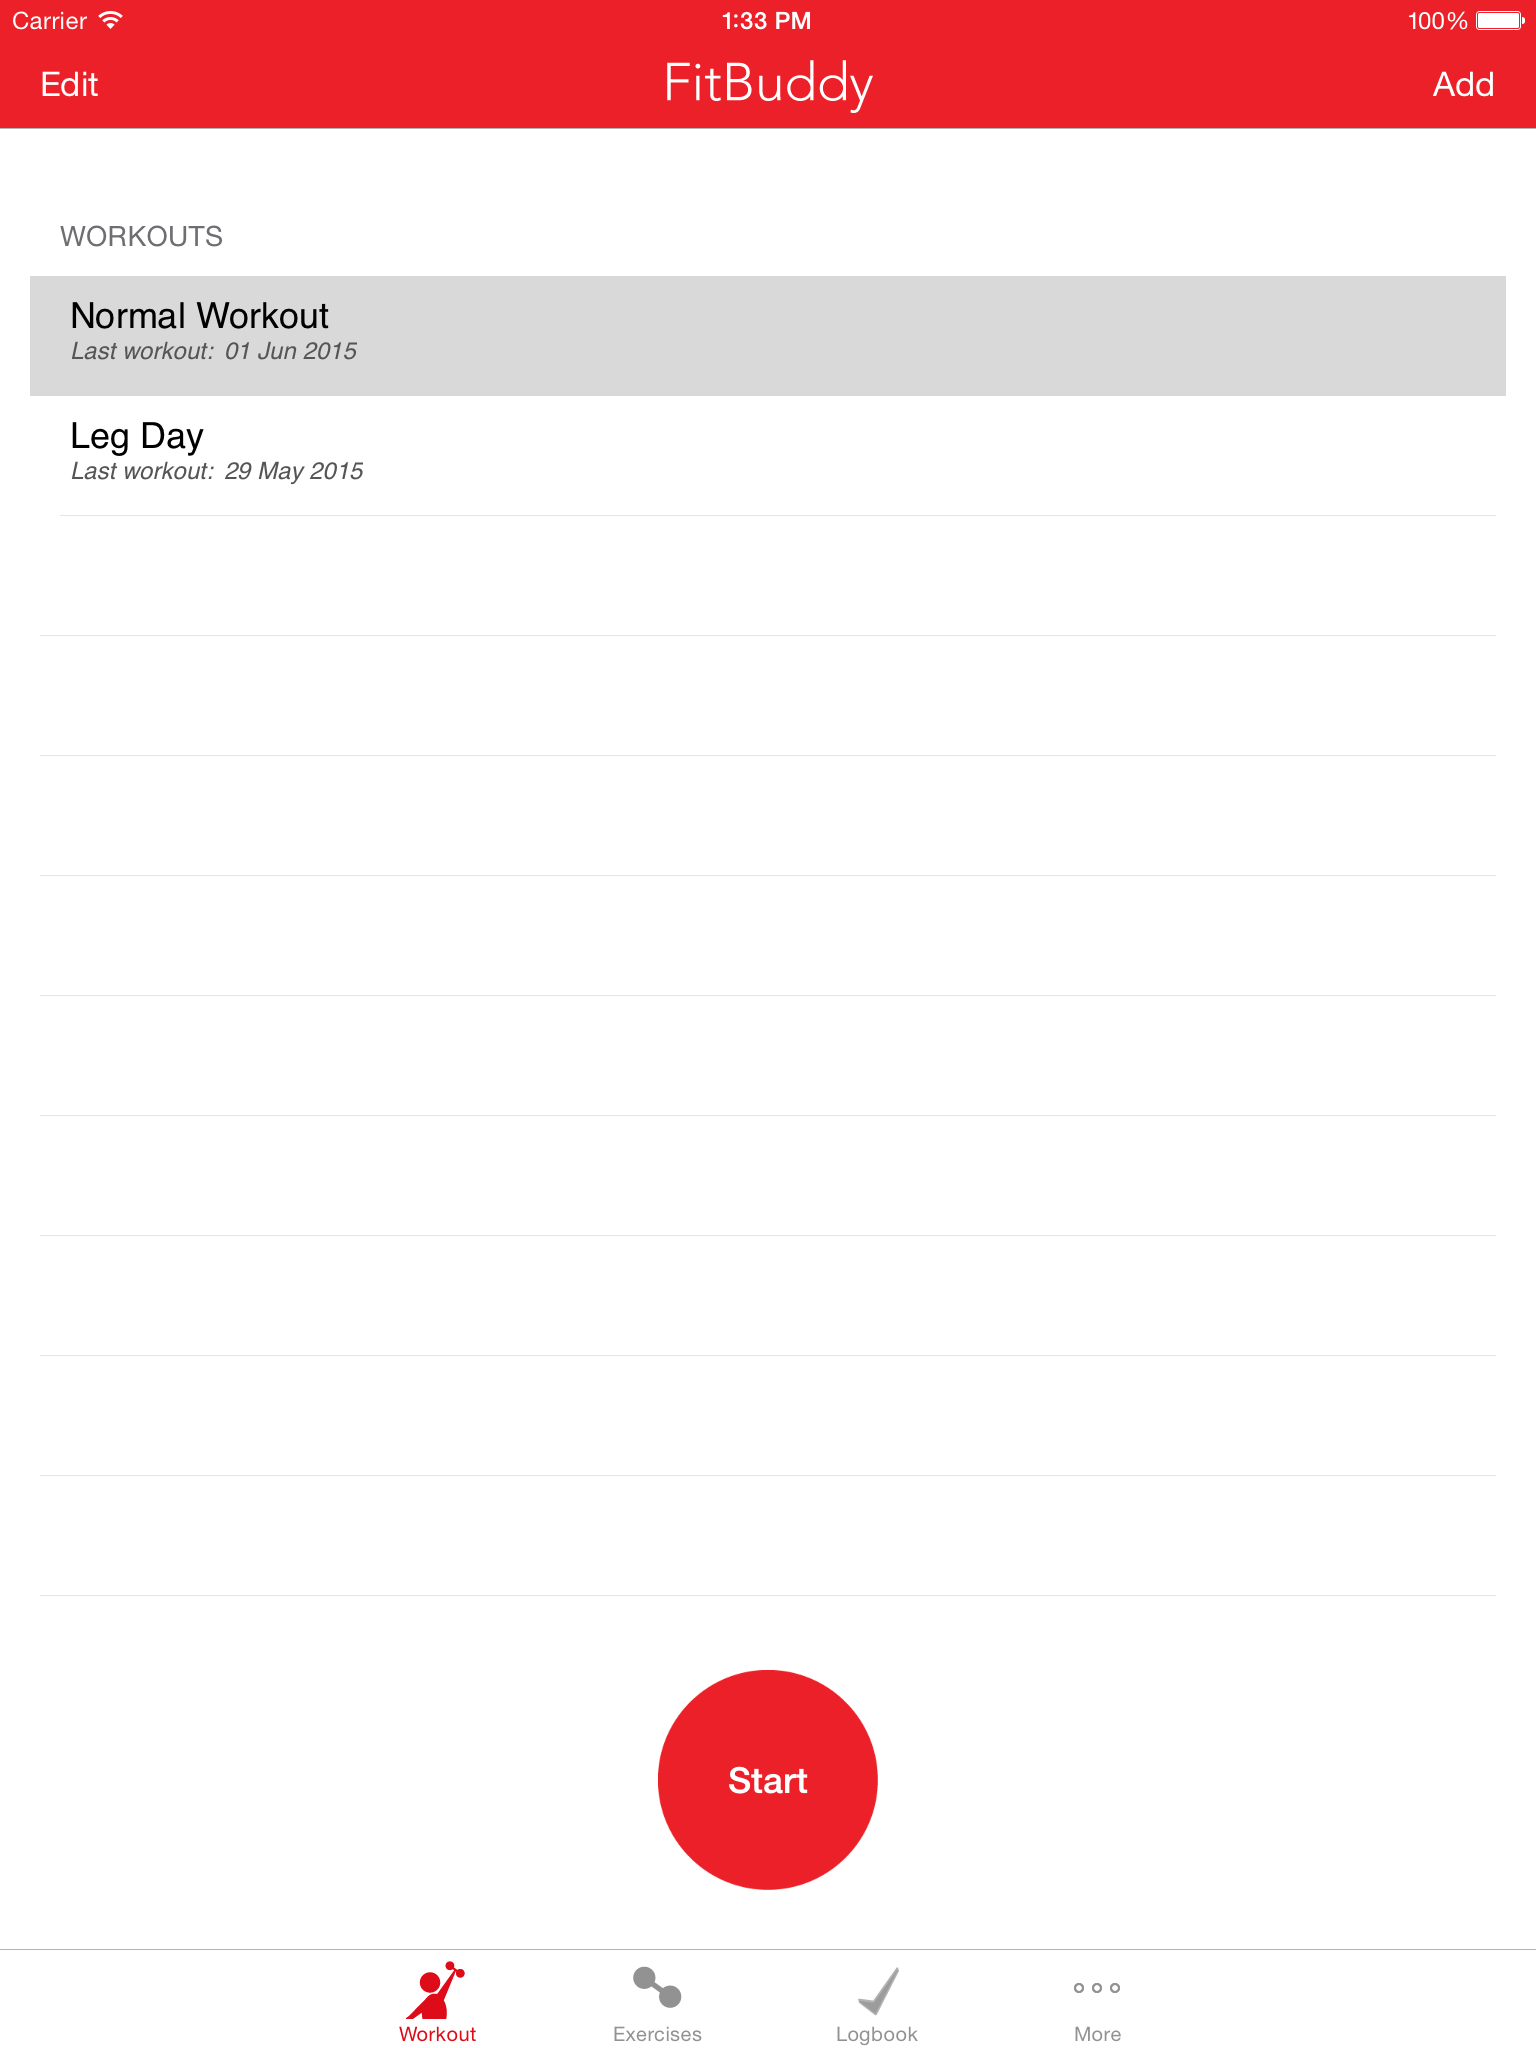 Carrier 1:33 PM 100%
Edit FitBuddy Add
WORKOUTS
Normal Workout
Last workout: 01 Jun 2015
Leg Day
Last workout: 29 May 2015
Start
Workout Exercises Logbook More